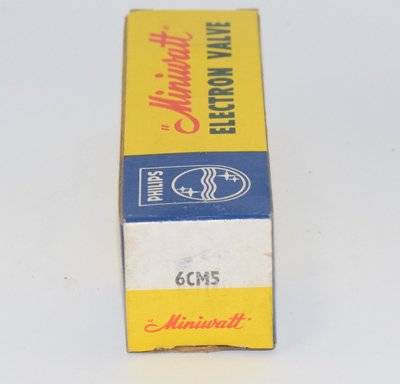 "Miniwatt"
ELECTRON VALVE
PHILIPS
6CM5
"Miniwatt"